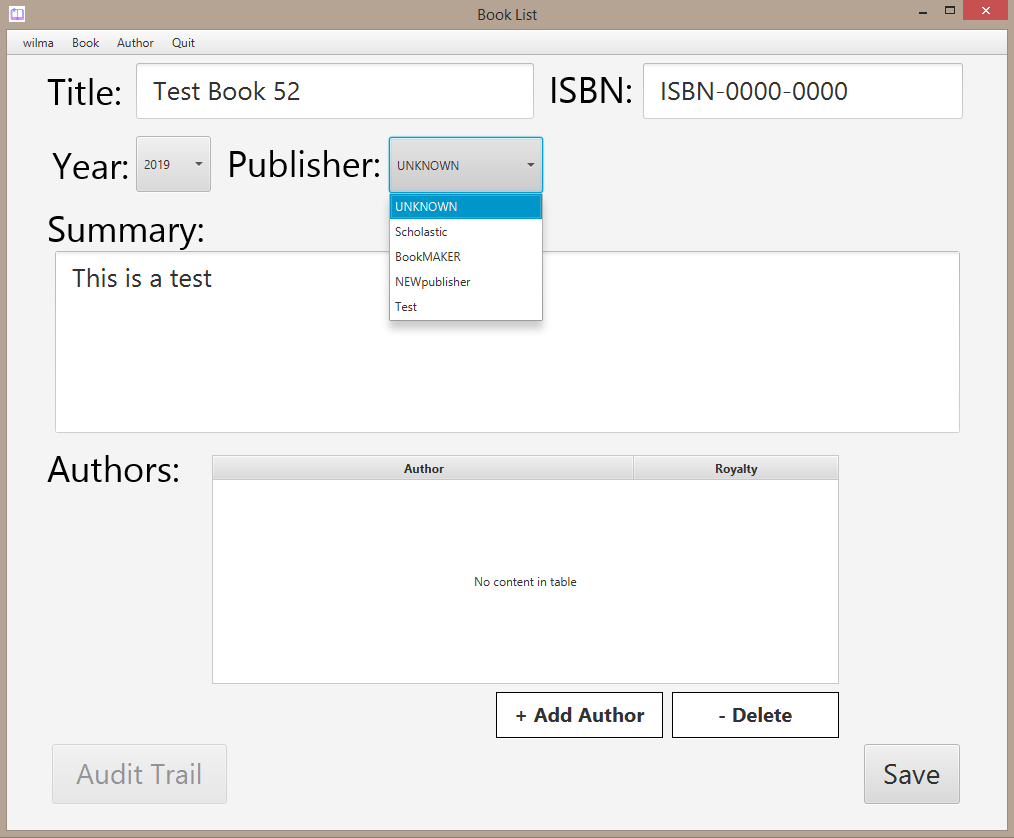 Book List
wilma Book Author Quit
Title: Test Book 52 ISBN: ISBN-0000-0000
Year: 2019 Publisher: UNKNOWN
UNKNOWN
Scholastic
BookMAKER
NEWpublisher
Test
Summary:
This is a test
Authors:
Author Royalty
No content in table
+ Add Author - Delete
Audit Trail Save